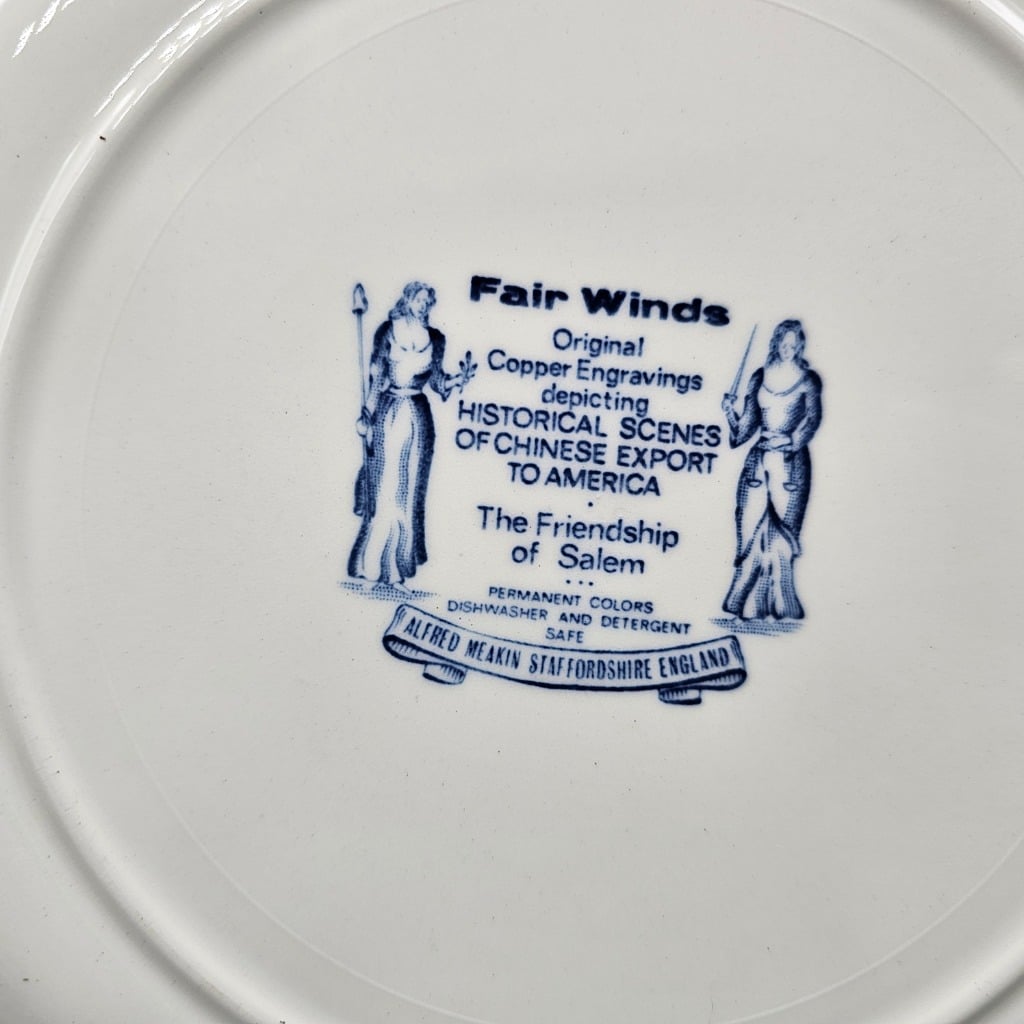 Fair Winds
Original
Copper Engravings
depicting
HISTORICAL SCENES
OF CHINESE EXPORT
TO AMERICA
.
The Friendship
of Salem
...
PERMANENT COLORS
DISHWASHER AND DETERGENT
SAFE
ALFRED MEAKIN STAFFORDSHIRE ENGLAND